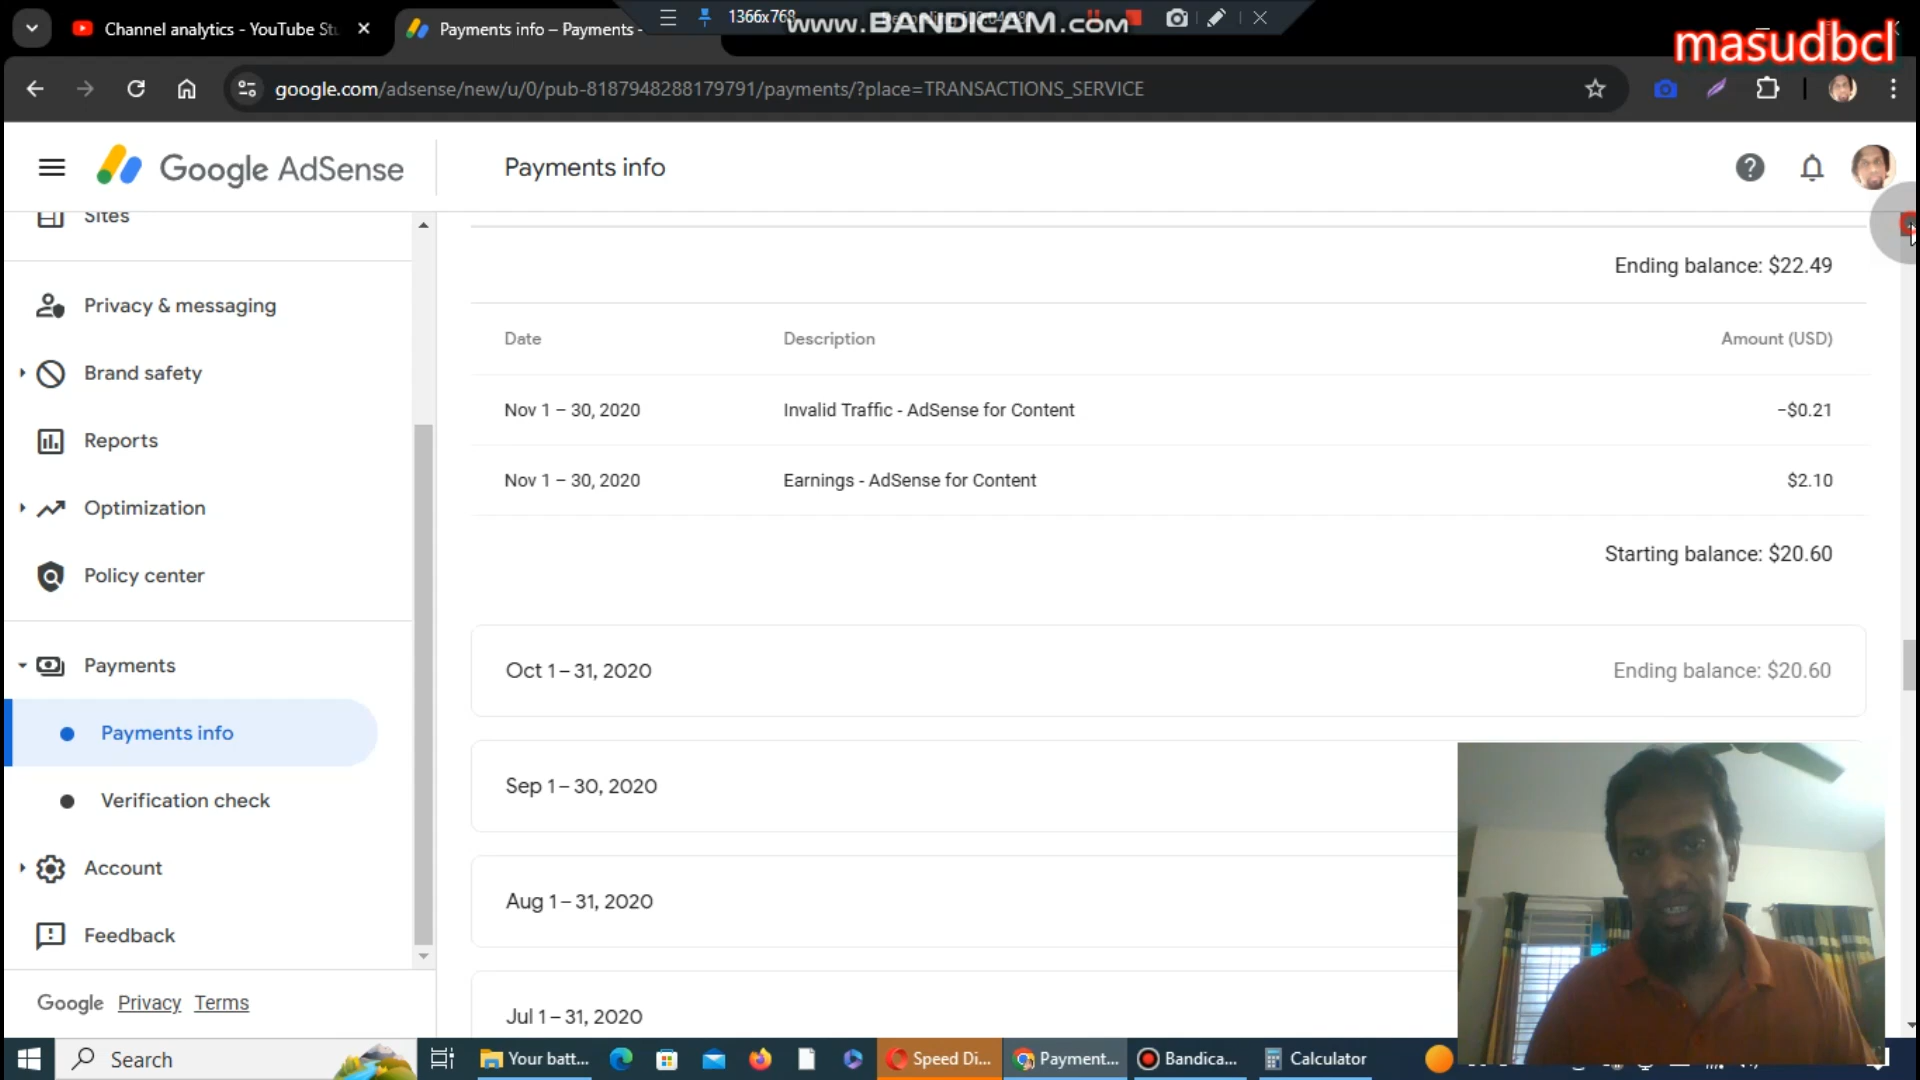 Channel analytics - YouTube Stu
Payments info – Payments -
1366x768
www.BANDICAM.com
masudbcl
google.com/adsense/new/u/0/pub-8187948288179791/payments/?place=TRANSACTIONS_SERVICE
Google AdSense
Payments info
Sites
Privacy & messaging
Brand safety
Reports
Optimization
Policy center
Payments
Payments info
Verification check
Account
Feedback
Google Privacy Terms
Ending balance: $22.49
Date Description Amount (USD)
Nov 1 – 30, 2020 Invalid Traffic - AdSense for Content −$0.21
Nov 1 – 30, 2020 Earnings - AdSense for Content $2.10
Starting balance: $20.60
Oct 1 – 31, 2020 Ending balance: $20.60
Sep 1 – 30, 2020
Aug 1 – 31, 2020
Jul 1 – 31, 2020
Search
Your batt...
Speed Di...
Payment...
Bandica...
Calculator